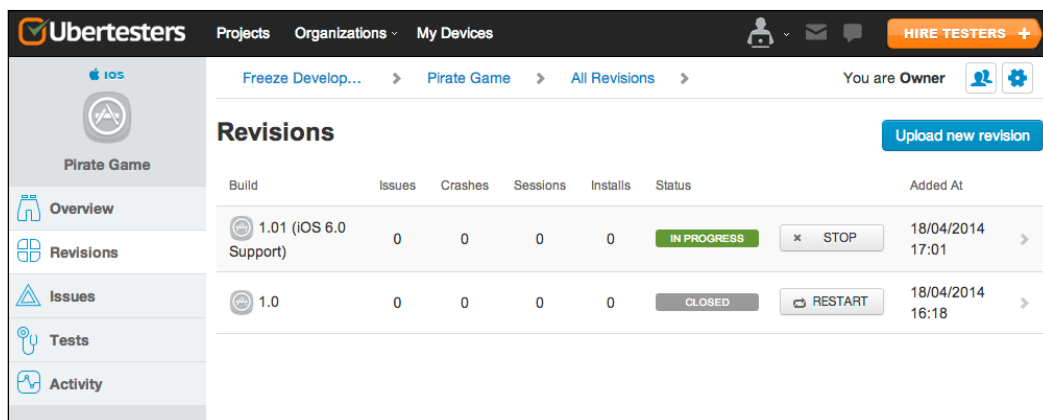 Ubertesters Projects Organizations My Devices HIRE TESTERS +
iOS
Pirate Game
Overview
Revisions
Issues
Tests
Activity
Freeze Develop... > Pirate Game > All Revisions > You are Owner
Revisions Upload new revision
Build Issues Crashes Sessions Installs Status Added At
1.01 (iOS 6.0 0 0 0 0 IN PROGRESS × STOP 18/04/2014
Support) 17:01
1.0 0 0 0 0 CLOSED RESTART 18/04/2014
16:18